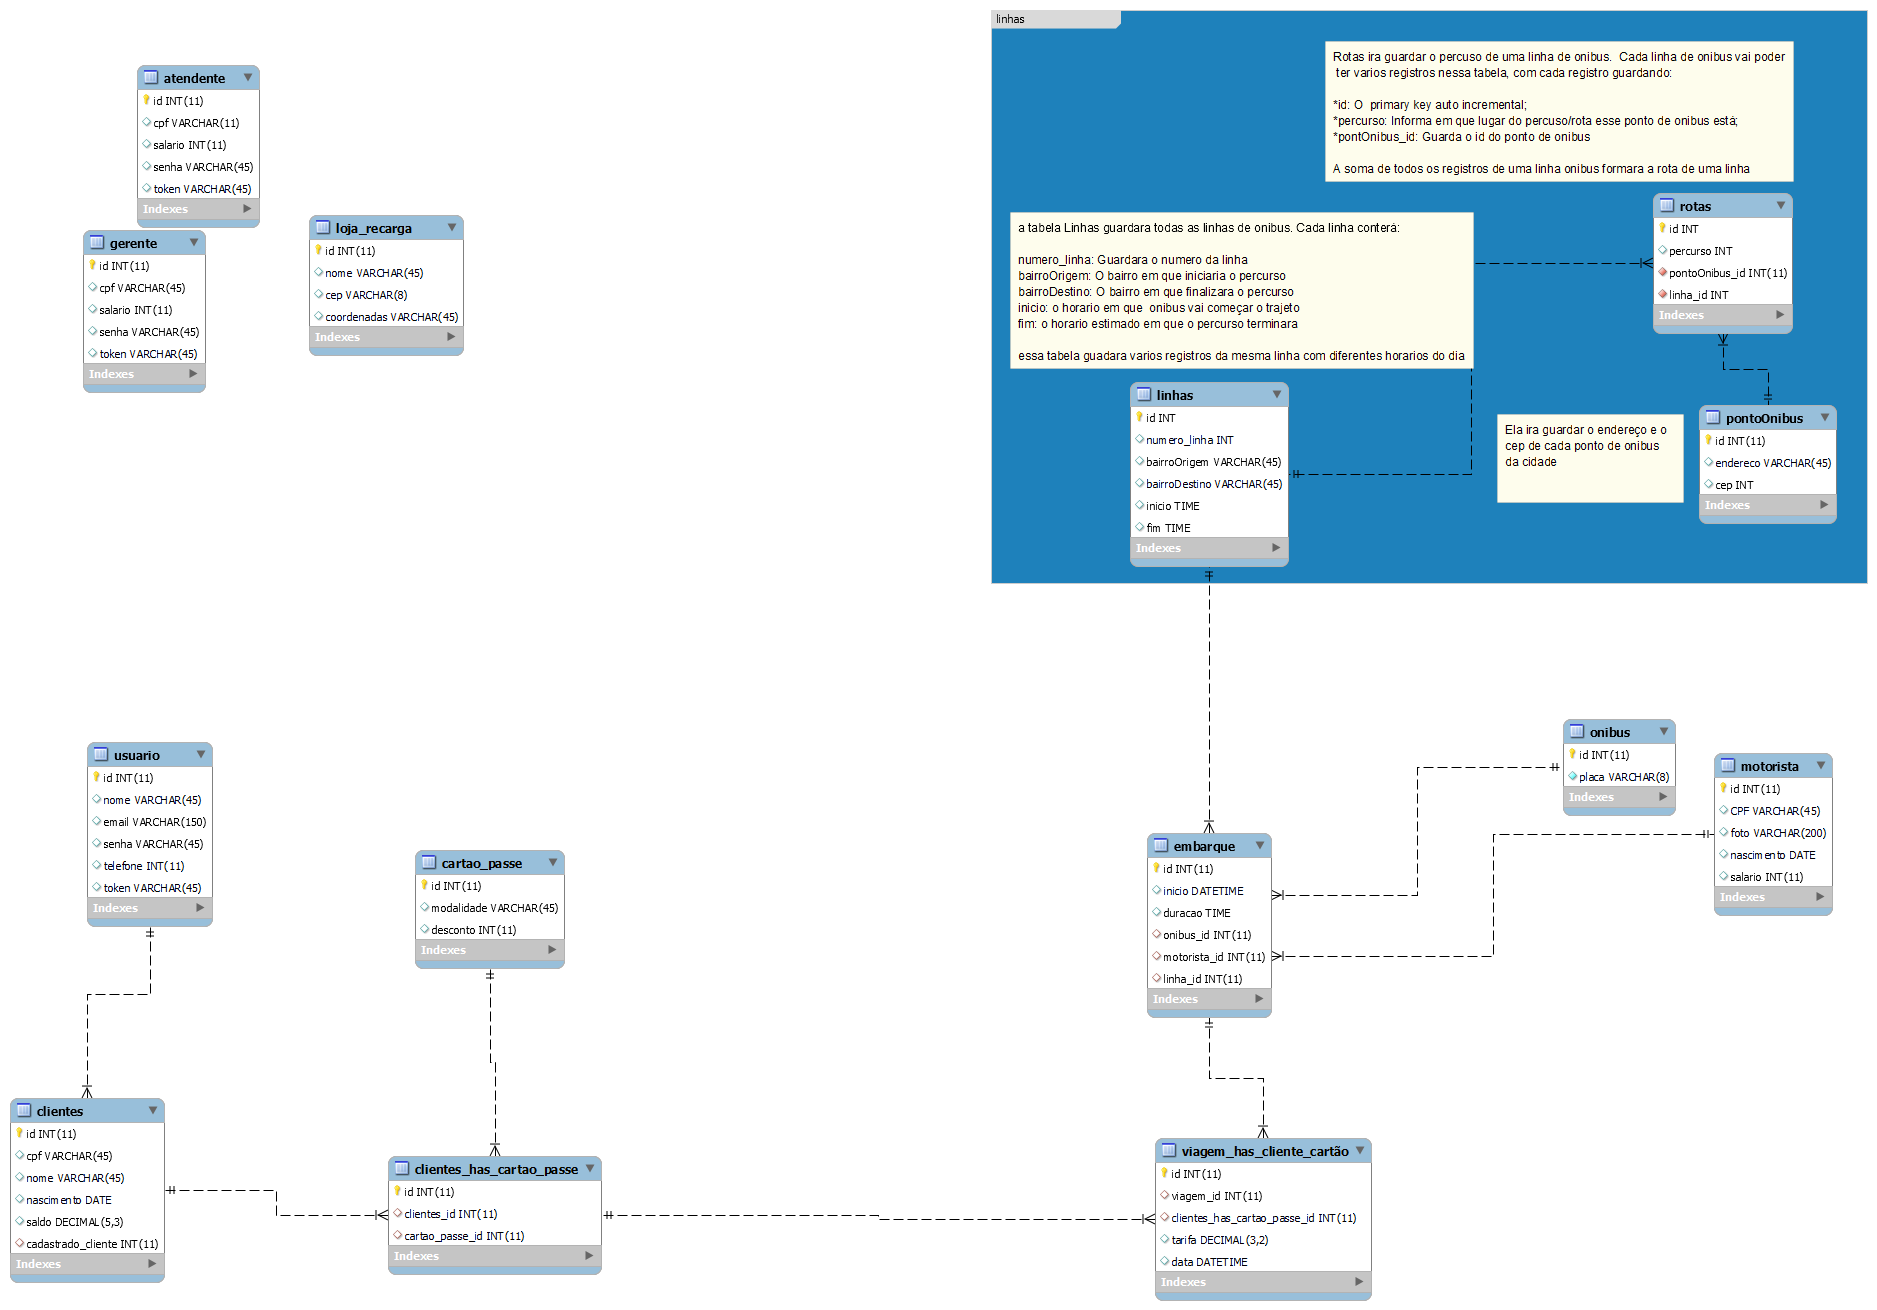 linhas
Rotas ira guardar o percuso de uma linha de onibus.  Cada linha de onibus vai poder
ter varios registros nessa tabela, com cada registro guardando:
*id: O  primary key auto incremental;
*percurso: Informa em que lugar do percuso/rota esse ponto de onibus está;
*pontOnibus_id: Guarda o id do ponto de onibus
A soma de todos os registros de uma linha onibus formara a rota de uma linha
atendente
id INT(11)
cpf VARCHAR(11)
salario INT(11)
senha VARCHAR(45)
token VARCHAR(45)
Indexes
gerente
id INT(11)
cpf VARCHAR(45)
salario INT(11)
senha VARCHAR(45)
token VARCHAR(45)
Indexes
loja_recarga
id INT(11)
nome VARCHAR(45)
cep VARCHAR(8)
coordenadas VARCHAR(45)
Indexes
a tabela Linhas guardara todas as linhas de onibus. Cada linha conterá:
numero_linha: Guardara o numero da linha
bairroOrigem: O bairro em que iniciaria o percurso
bairroDestino: O bairro em que finalizara o percurso
inicio: o horario em que  onibus vai começar o trajeto
fim: o horario estimado em que o percurso terminara
essa tabela guadara varios registros da mesma linha com diferentes horarios do dia
rotas
id INT
percurso INT
pontoOnibus_id INT(11)
linha_id INT
Indexes
linhas
id INT
numero_linha INT
bairroOrigem VARCHAR(45)
bairroDestino VARCHAR(45)
inicio TIME
fim TIME
Indexes
Ela ira guardar o endereço e o
cep de cada ponto de onibus
da cidade
pontoOnibus
id INT(11)
endereco VARCHAR(45)
cep INT
Indexes
usuario
id INT(11)
nome VARCHAR(45)
email VARCHAR(150)
senha VARCHAR(45)
telefone INT(11)
token VARCHAR(45)
Indexes
cartao_passe
id INT(11)
modalidade VARCHAR(45)
desconto INT(11)
Indexes
onibus
id INT(11)
placa VARCHAR(8)
Indexes
motorista
id INT(11)
CPF VARCHAR(45)
foto VARCHAR(200)
nascimento DATE
salario INT(11)
Indexes
embarque
id INT(11)
inicio DATETIME
duracao TIME
onibus_id INT(11)
motorista_id INT(11)
linha_id INT(11)
Indexes
clientes
id INT(11)
cpf VARCHAR(45)
nome VARCHAR(45)
nascimento DATE
saldo DECIMAL(5,3)
cadastrado_cliente INT(11)
Indexes
clientes_has_cartao_passe
id INT(11)
clientes_id INT(11)
cartao_passe_id INT(11)
Indexes
viagem_has_cliente_cartão
id INT(11)
viagem_id INT(11)
clientes_has_cartao_passe_id INT(11)
tarifa DECIMAL(3,2)
data DATETIME
Indexes